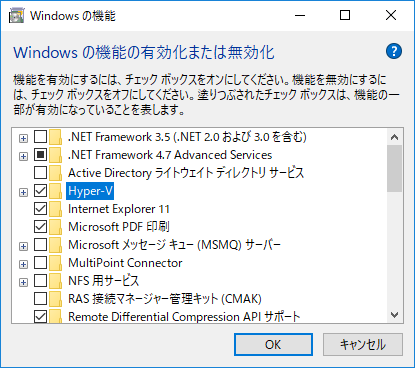 Windows の機能
Windows の機能の有効化または無効化
機能を有効にするには、チェック ボックスをオンにしてください。機能を無効にするに
は、チェック ボックスをオフにしてください。塗りつぶされたチェック ボックスは、機能の一
部が有効になっていることを表します。
.NET Framework 3.5 (.NET 2.0 および 3.0 を含む)
.NET Framework 4.7 Advanced Services
Active Directory ライトウェイト ディレクトリ サービス
Hyper-V
Internet Explorer 11
Microsoft PDF 印刷
Microsoft メッセージ キュー (MSMQ) サーバー
MultiPoint Connector
NFS 用サービス
RAS 接続マネージャー管理キット (CMAK)
Remote Differential Compression API サポート
OK
キャンセル